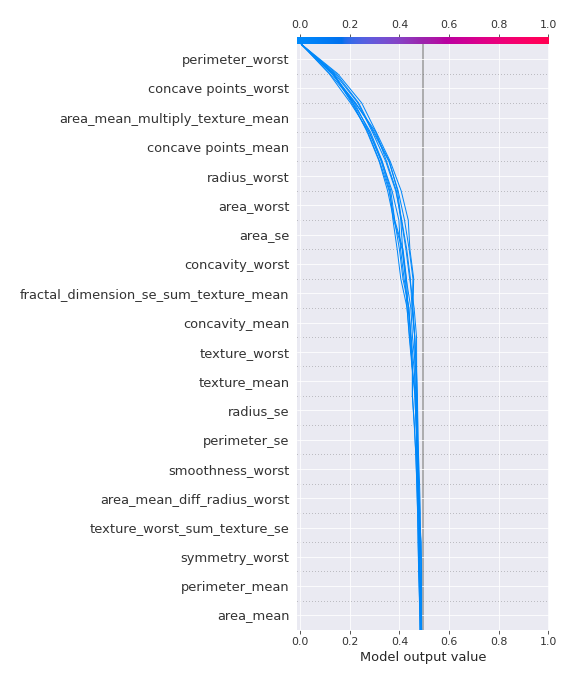 0.0 0.2 0.4 0.6 0.8 1.0
perimeter_worst
concave points_worst
area_mean_multiply_texture_mean
concave points_mean
radius_worst
area_worst
area_se
concavity_worst
fractal_dimension_se_sum_texture_mean
concavity_mean
texture_worst
texture_mean
radius_se
perimeter_se
smoothness_worst
area_mean_diff_radius_worst
texture_worst_sum_texture_se
symmetry_worst
perimeter_mean
area_mean
0.0 0.2 0.4 0.6 0.8 1.0
Model output value